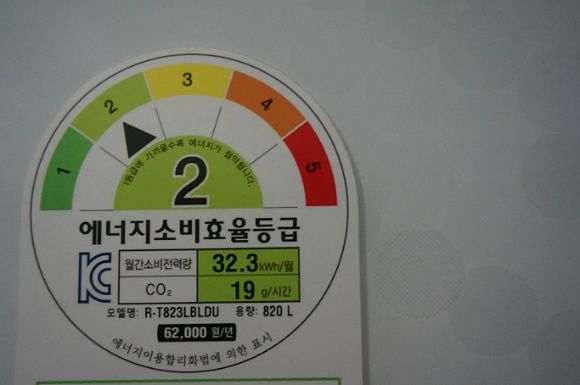 1 2 3 4 5
1등급에 가까울수록 에너지가 절약됩니다.
2
에너지소비효율등급
KC 월간소비전력량 32.3 kWh/월
CO₂ 19 g/시간
모델명: R-T823LBLDU 용량: 820 L
62,000 원/년
에너지이용합리화법에 의한 표시